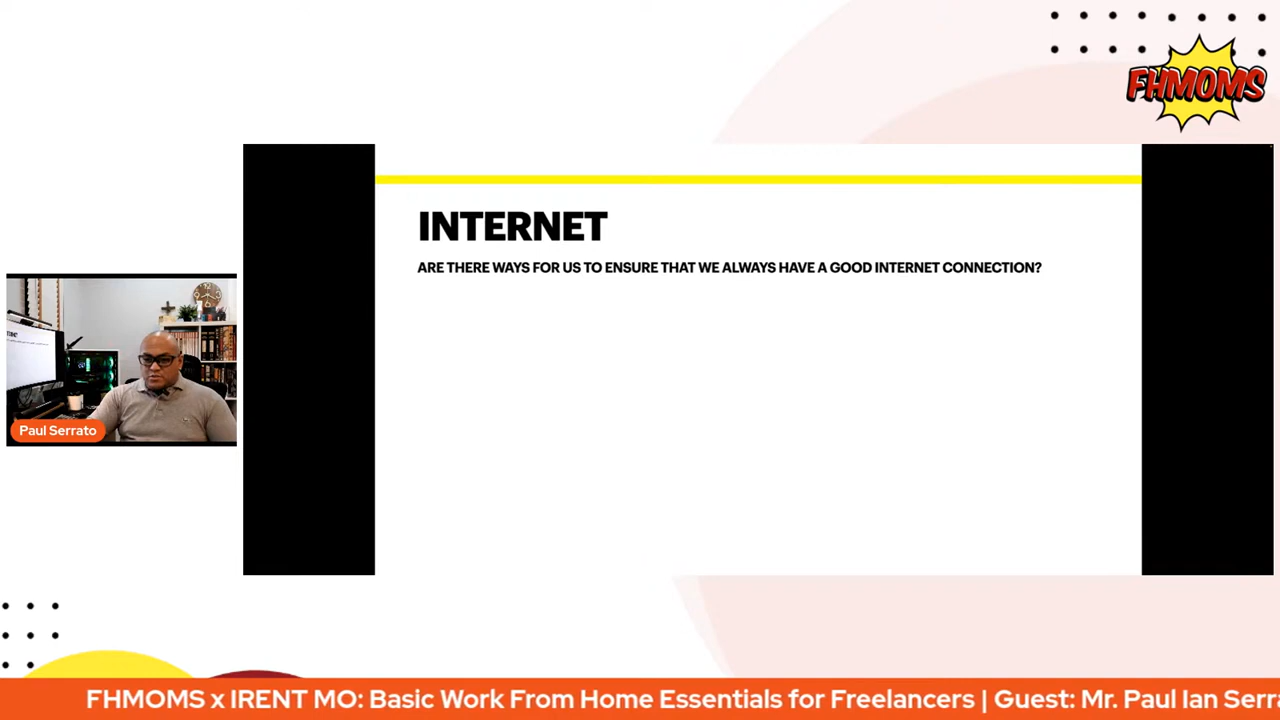 FHMOMS
INTERNET
ARE THERE WAYS FOR US TO ENSURE THAT WE ALWAYS HAVE A GOOD INTERNET CONNECTION?
Paul Serrato
FHMOMS x IRENT MO: Basic Work From Home Essentials for Freelancers | Guest: Mr. Paul Ian Serra